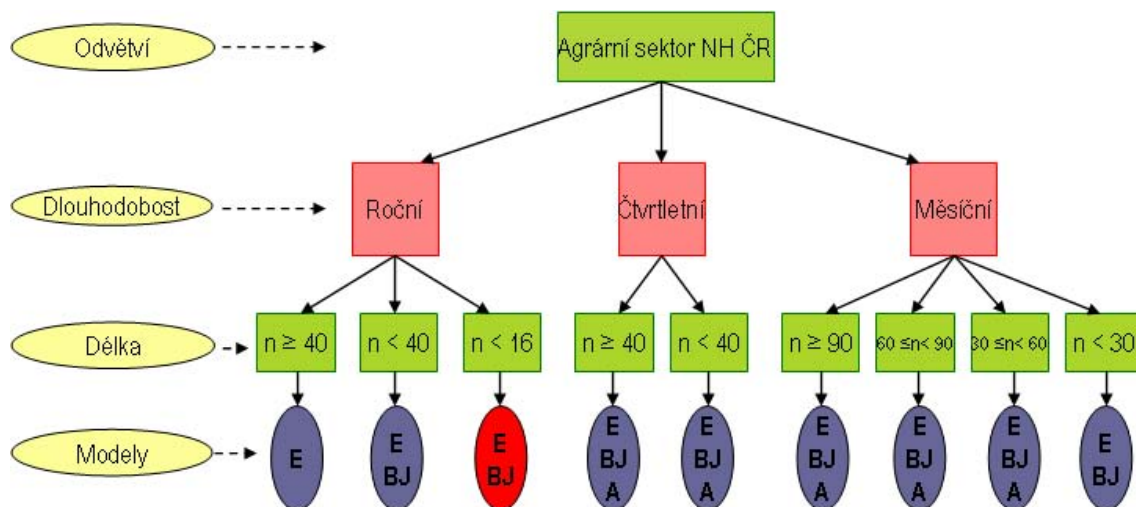 Odvětví
Agrární sektor NH ČR
Dlouhodobost
Roční
Čtvrtletní
Měsíční
Délka
n ≥ 40
n < 40
n < 16
n ≥ 40
n < 40
n ≥ 90
60 ≤n< 90
30 ≤n< 60
n < 30
Modely
E
E
BJ
E
BJ
E
BJ
A
E
BJ
A
E
BJ
A
E
BJ
A
E
BJ
A
E
BJ